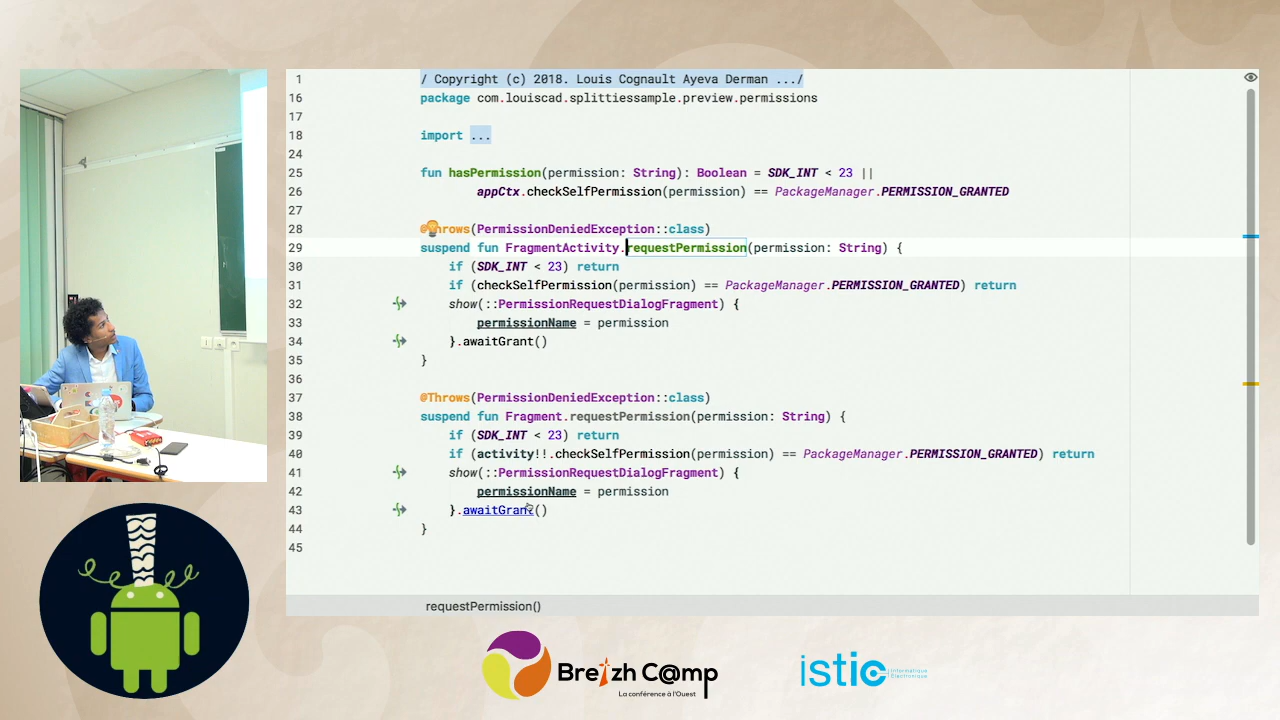 1 / Copyright (c) 2018. Louis Cognault Ayeva Derman .../
16 package com.louiscad.splittiessample.preview.permissions
17
18 import ...
24
25 fun hasPermission(permission: String): Boolean = SDK_INT < 23 ||
26 appCtx.checkSelfPermission(permission) == PackageManager.PERMISSION_GRANTED
27
28 @Throws(PermissionDeniedException::class)
29 suspend fun FragmentActivity.requestPermission(permission: String) {
30 if (SDK_INT < 23) return
31 if (checkSelfPermission(permission) == PackageManager.PERMISSION_GRANTED) return
32 show(::PermissionRequestDialogFragment) {
33 permissionName = permission
34 }.awaitGrant()
35 }
36
37 @Throws(PermissionDeniedException::class)
38 suspend fun Fragment.requestPermission(permission: String) {
39 if (SDK_INT < 23) return
40 if (activity!!.checkSelfPermission(permission) == PackageManager.PERMISSION_GRANTED) return
41 show(::PermissionRequestDialogFragment) {
42 permissionName = permission
43 }.awaitGrant()
44 }
45
requestPermission()
Breizh C@mp
La conférence à l'Ouest
istic
Informatique
Électronique